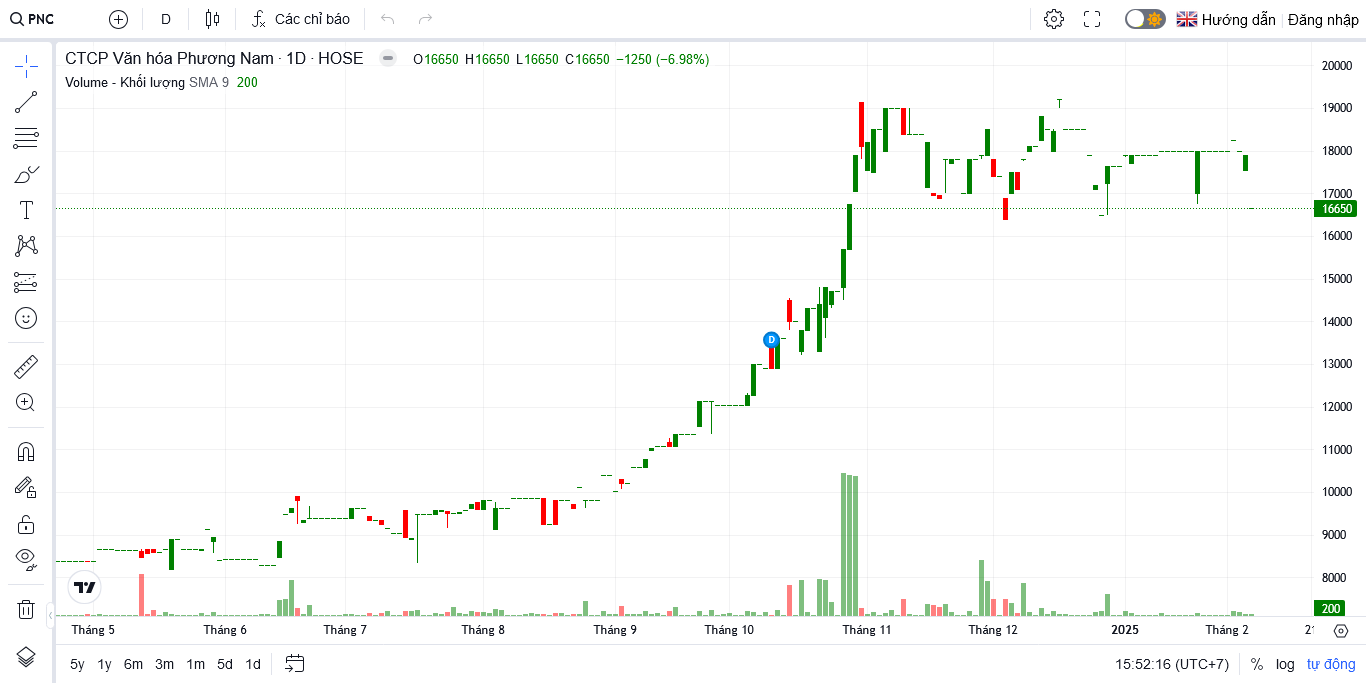 PNC D Các chỉ báo Hướng dẫn Đăng nhập
CTCP Văn hóa Phương Nam · 1D · HOSE O16650 H16650 L16650 C16650 −1250 (−6.98%)
Volume - Khối lượng SMA 9 200
20000
19000
18000
17000
16650
16000
15000
14000
D
13000
12000
11000
10000
9000
8000
200
Tháng 5 Tháng 6 Tháng 7 Tháng 8 Tháng 9 Tháng 10 Tháng 11 Tháng 12 2025 Tháng 2
5y 1y 6m 3m 1m 5d 1d 15:52:16 (UTC+7) % log tự động